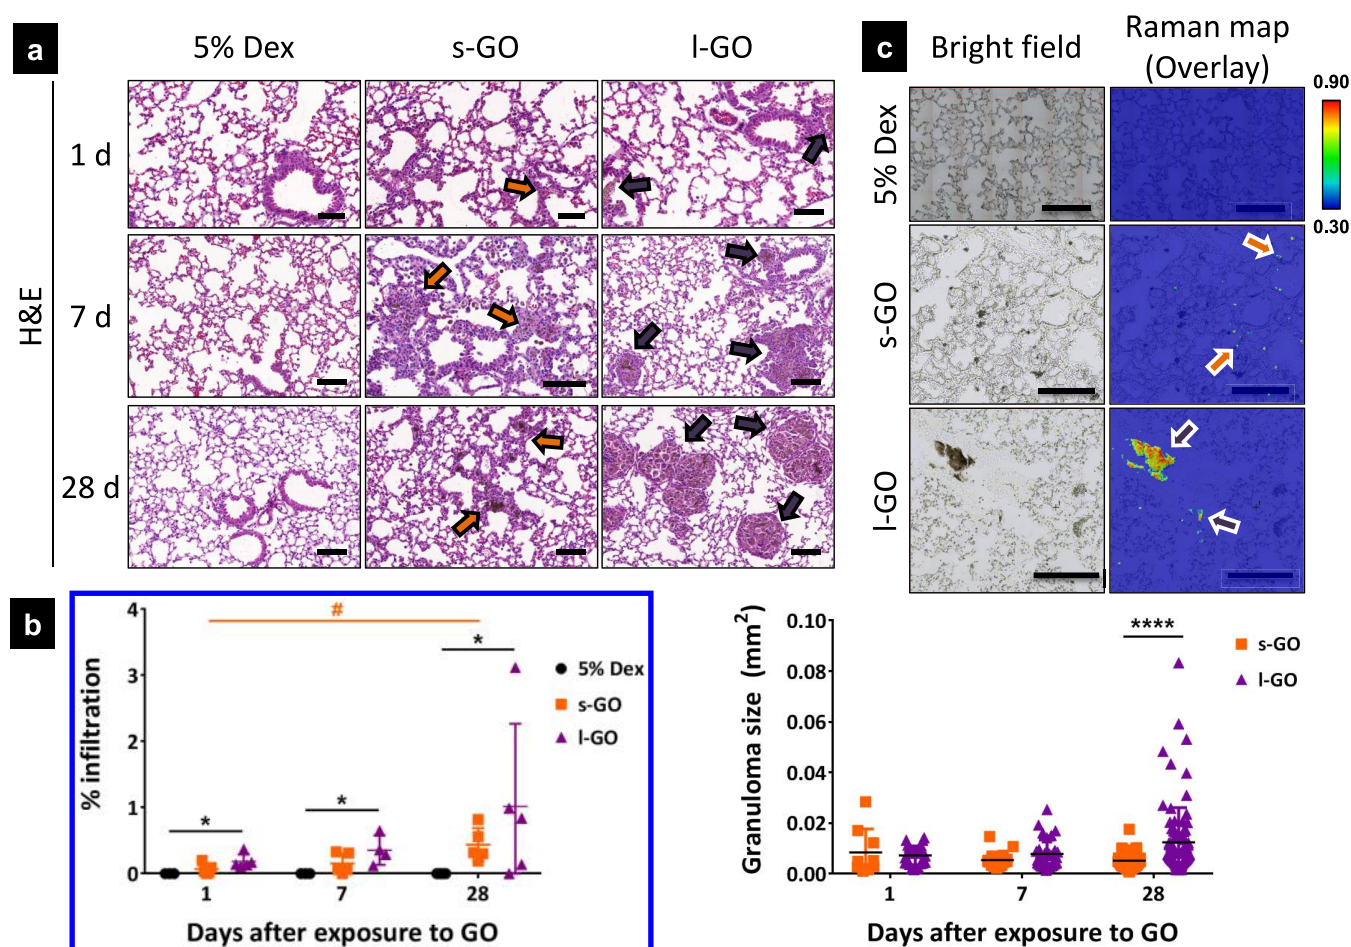 a
5% Dex
s-GO
l-GO
H&E
1 d
7 d
28 d
c
Bright field
Raman map
(Overlay)
5% Dex
s-GO
l-GO
0.90
0.30
b
% infiltration
4
3
2
1
0
#
*
*
*
5% Dex
s-GO
l-GO
1
7
28
Days after exposure to GO
Granuloma size (mm²)
0.10
0.08
0.06
0.04
0.02
0.00
****
s-GO
l-GO
1
7
28
Days after exposure to GO